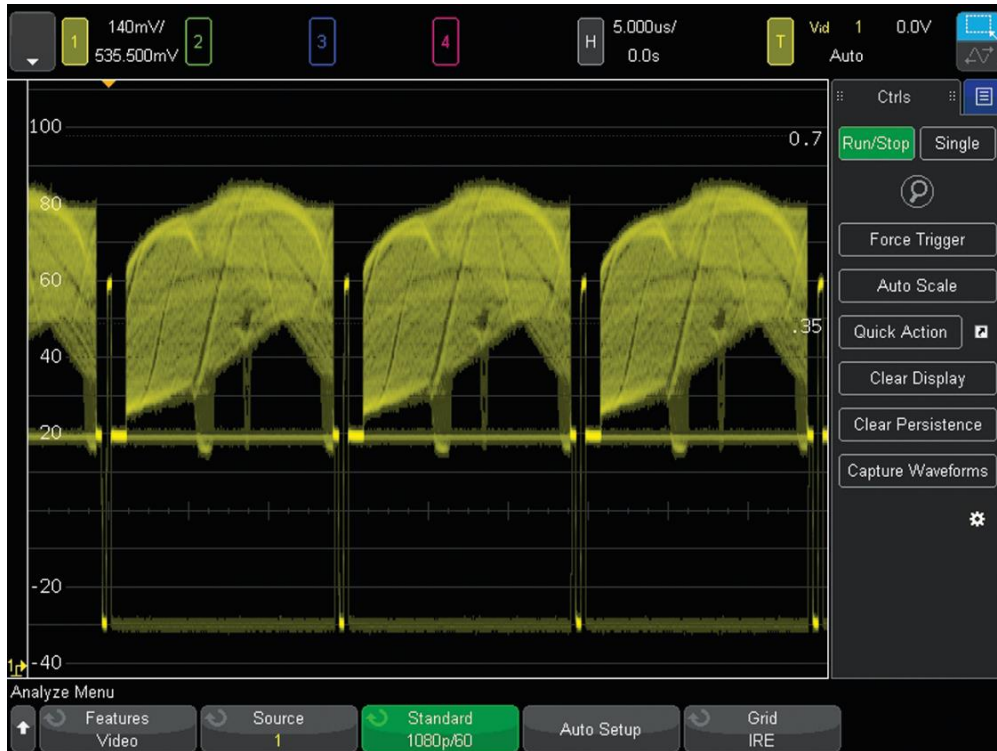 1
140mV/
535.500mV
2
3
4
H
5.000us/
0.0s
T
Vid 1 0.0V
Auto
Ctrls
Run/Stop Single
Force Trigger
Auto Scale
Quick Action
Clear Display
Clear Persistence
Capture Waveforms
100
0.7
80
60
.35
40
20
-20
-40
1
Analyze Menu
Features
Video
Source
1
Standard
1080p/60
Auto Setup
Grid
IRE